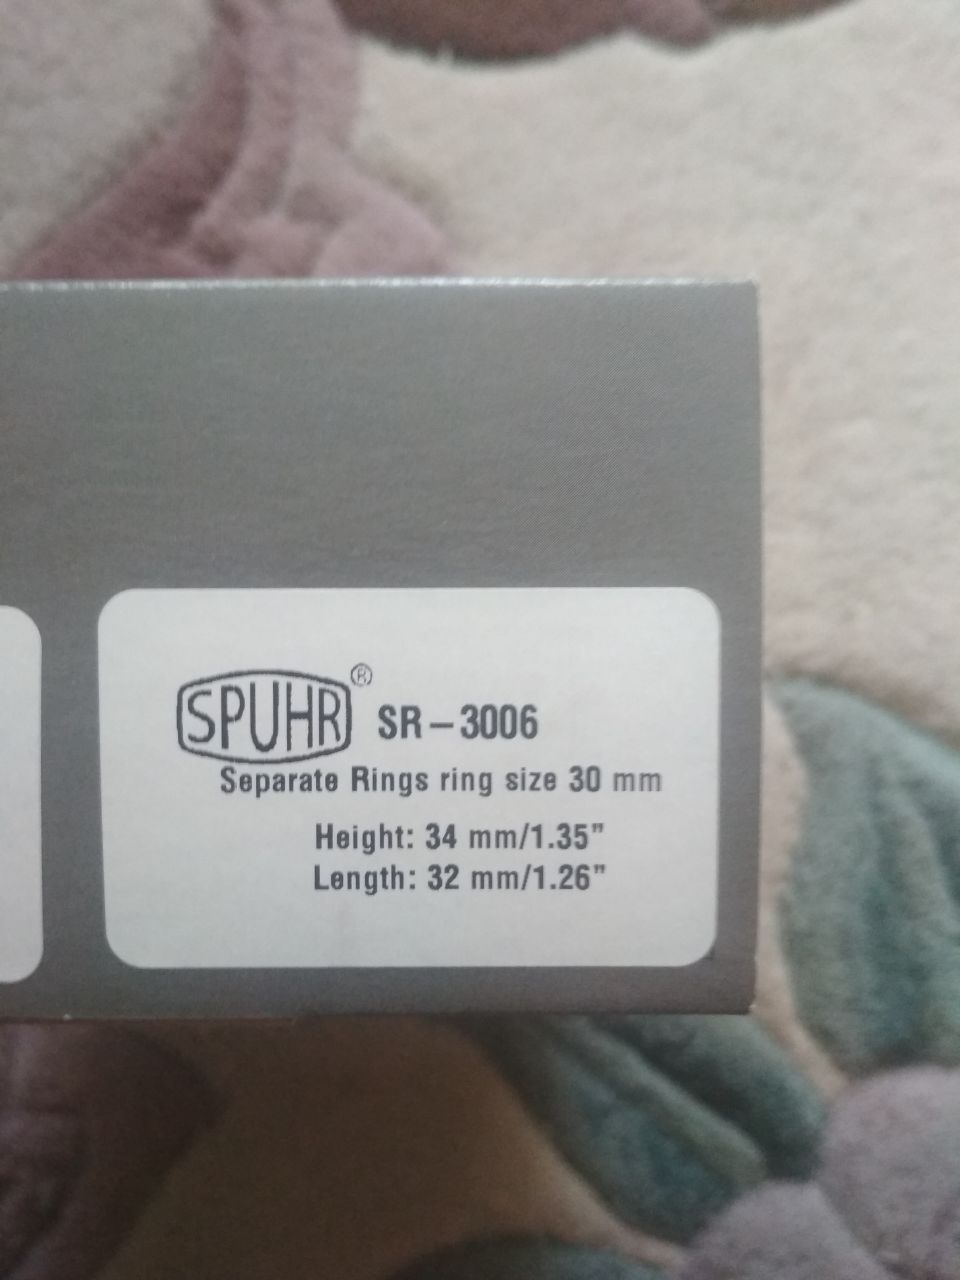 SPUHR® SR-3006
Separate Rings ring size 30 mm
Height: 34 mm/1.35”
Length: 32 mm/1.26”